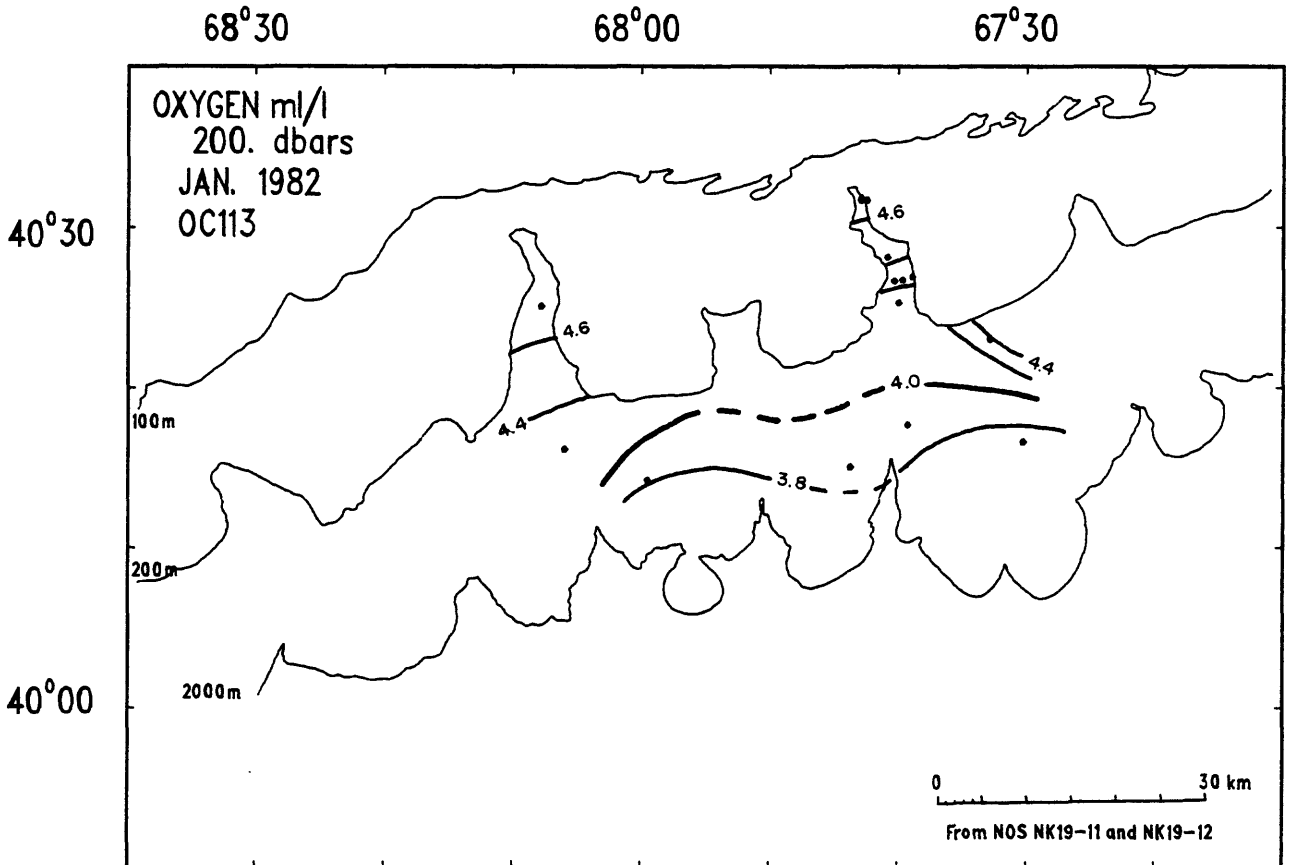 68°30
68°00
67°30
OXYGEN ml/l
200. dbars
JAN. 1982
OC113
40°30
4.6
4.6
4.4
4.0
100m
4.4
3.8
200m
2000m
40°00
0
30 km
From NOS NK19-11 and NK19-12